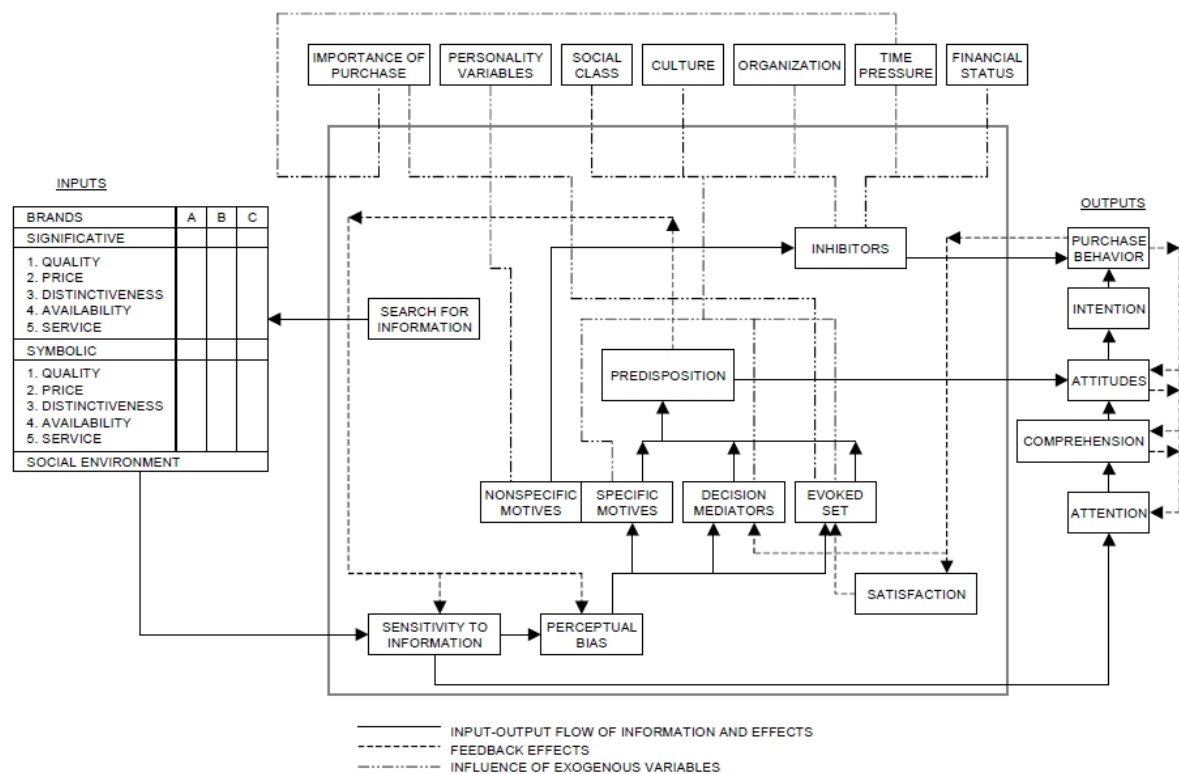 IMPORTANCE OF
PURCHASE
PERSONALITY
VARIABLES
SOCIAL
CLASS
CULTURE
ORGANIZATION
TIME
PRESSURE
FINANCIAL
STATUS
INPUTS
BRANDS A B C
SIGNIFICATIVE
1. QUALITY
2. PRICE
3. DISTINCTIVENESS
4. AVAILABILITY
5. SERVICE
SYMBOLIC
1. QUALITY
2. PRICE
3. DISTINCTIVENESS
4. AVAILABILITY
5. SERVICE
SOCIAL ENVIRONMENT
SEARCH FOR
INFORMATION
INHIBITORS
PREDISPOSITION
NONSPECIFIC
MOTIVES
SPECIFIC
MOTIVES
DECISION
MEDIATORS
EVOKED
SET
SATISFACTION
SENSITIVITY TO
INFORMATION
PERCEPTUAL
BIAS
OUTPUTS
PURCHASE
BEHAVIOR
INTENTION
ATTITUDES
COMPREHENSION
ATTENTION
INPUT-OUTPUT FLOW OF INFORMATION AND EFFECTS
FEEDBACK EFFECTS
INFLUENCE OF EXOGENOUS VARIABLES